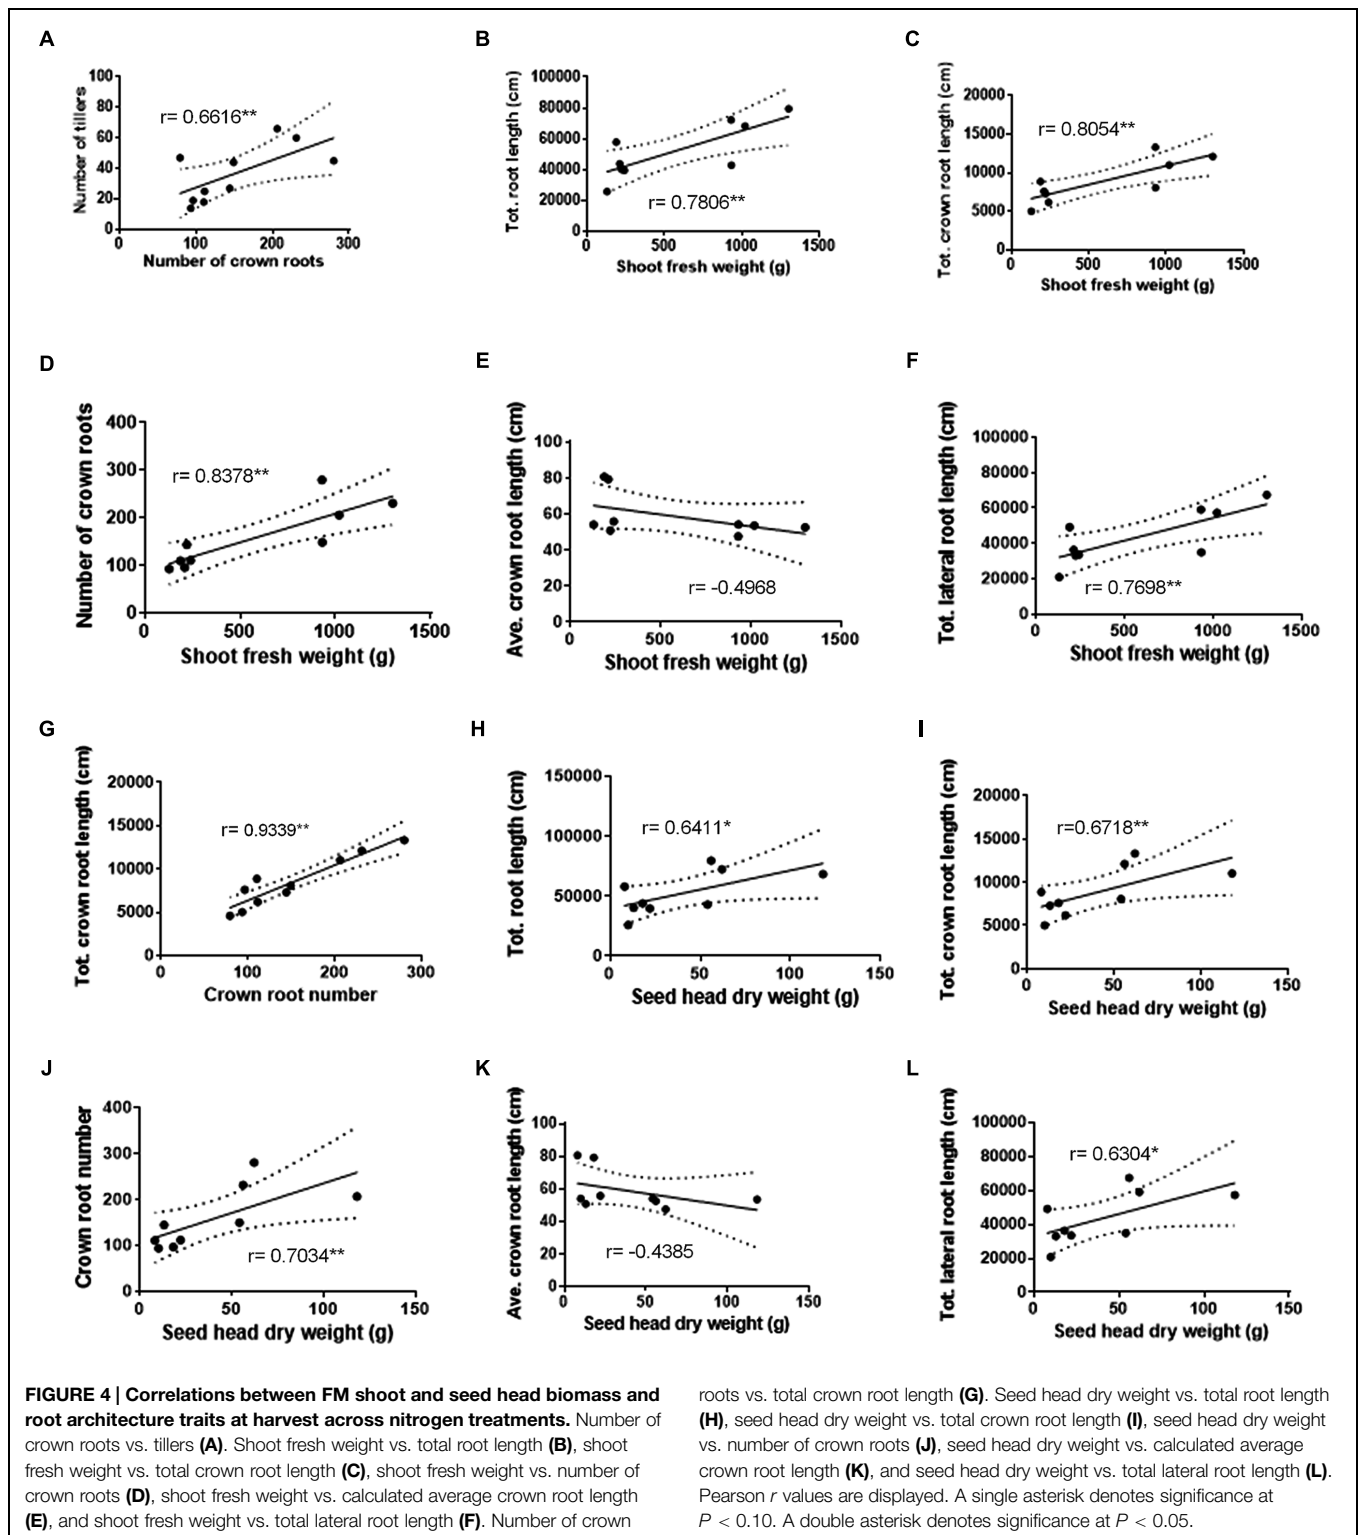 A
B
C
Number of tillers
100
80
60
40
20
0
r= 0.6616**
0
100
200
300
Number of crown roots
Tot. root length (cm)
100000
80000
60000
40000
20000
0
r= 0.7806**
0
500
1000
1500
Shoot fresh weight (g)
Tot. crown root length (cm)
20000
15000
10000
5000
0
r= 0.8054**
0
500
1000
1500
Shoot fresh weight (g)
D
E
F
Number of crown roots
400
300
200
100
0
r= 0.8378**
0
500
1000
1500
Shoot fresh weight (g)
Ave. crown root length (cm)
100
80
60
40
20
0
r= -0.4968
0
500
1000
1500
Shoot fresh weight (g)
Tot. lateral root length (cm)
100000
80000
60000
40000
20000
0
r= 0.7698**
0
500
1000
1500
Shoot fresh weight (g)
G
H
I
Tot. crown root length (cm)
20000
15000
10000
5000
0
r= 0.9339**
0
100
200
300
Crown root number
Tot. root length (cm)
150000
100000
50000
0
r= 0.6411*
0
50
100
150
Seed head dry weight (g)
Tot. crown root length (cm)
20000
15000
10000
5000
0
r=0.6718**
0
50
100
150
Seed head dry weight (g)
J
K
L
Crown root number
400
300
200
100
0
r= 0.7034**
0
50
100
150
Seed head dry weight (g)
Ave. crown root length (cm)
100
80
60
40
20
0
r= -0.4385
0
50
100
150
Seed head dry weight (g)
Tot. lateral root length (cm)
100000
80000
60000
40000
20000
0
r= 0.6304*
0
50
100
150
Seed head dry weight (g)
FIGURE 4 | Correlations between FM shoot and seed head biomass and
root architecture traits at harvest across nitrogen treatments. Number of
crown roots vs. tillers (A). Shoot fresh weight vs. total root length (B), shoot
fresh weight vs. total crown root length (C), shoot fresh weight vs. number of
crown roots (D), shoot fresh weight vs. calculated average crown root length
(E), and shoot fresh weight vs. total lateral root length (F). Number of crown
roots vs. total crown root length (G). Seed head dry weight vs. total root length
(H), seed head dry weight vs. total crown root length (I), seed head dry weight
vs. number of crown roots (J), seed head dry weight vs. calculated average
crown root length (K), and seed head dry weight vs. total lateral root length (L).
Pearson r values are displayed. A single asterisk denotes significance at
P < 0.10. A double asterisk denotes significance at P < 0.05.